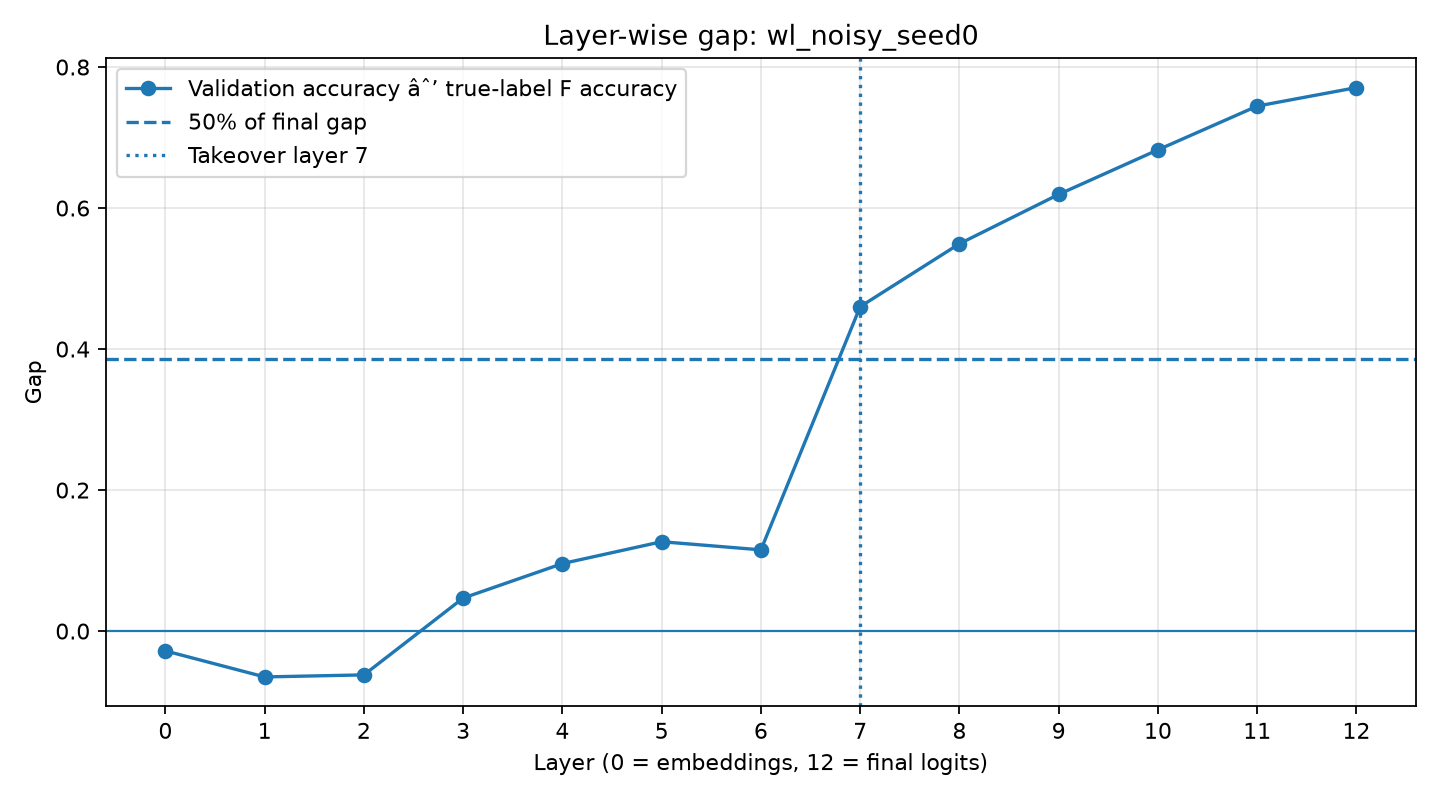 Layer-wise gap: wl_noisy_seed0
Validation accuracy âˆ’ true-label F accuracy
50% of final gap
Takeover layer 7
0.8
0.6
0.4
0.2
0.0
Gap
0 1 2 3 4 5 6 7 8 9 10 11 12
Layer (0 = embeddings, 12 = final logits)